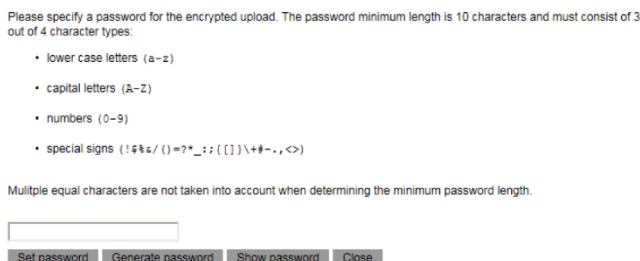 Please specify a password for the encrypted upload. The password minimum length is 10 characters and must consist of 3
out of 4 character types:
• lower case letters (a-z)
• capital letters (A-Z)
• numbers (0-9)
• special signs (!$%&/()=?*_:;{[]}\+#-.,<>)
Mulitple equal characters are not taken into account when determining the minimum password length.
Set password Generate password Show password Close